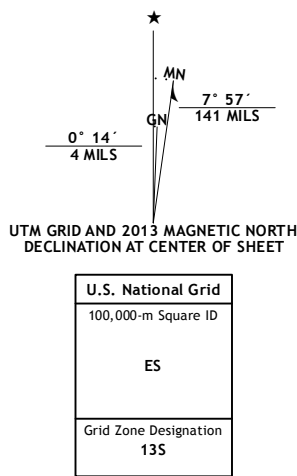 ★
MN
7° 57´
141 MILS
GN
0° 14´
4 MILS
UTM GRID AND 2013 MAGNETIC NORTH
DECLINATION AT CENTER OF SHEET
U.S. National Grid
100,000-m Square ID
ES
Grid Zone Designation
13S